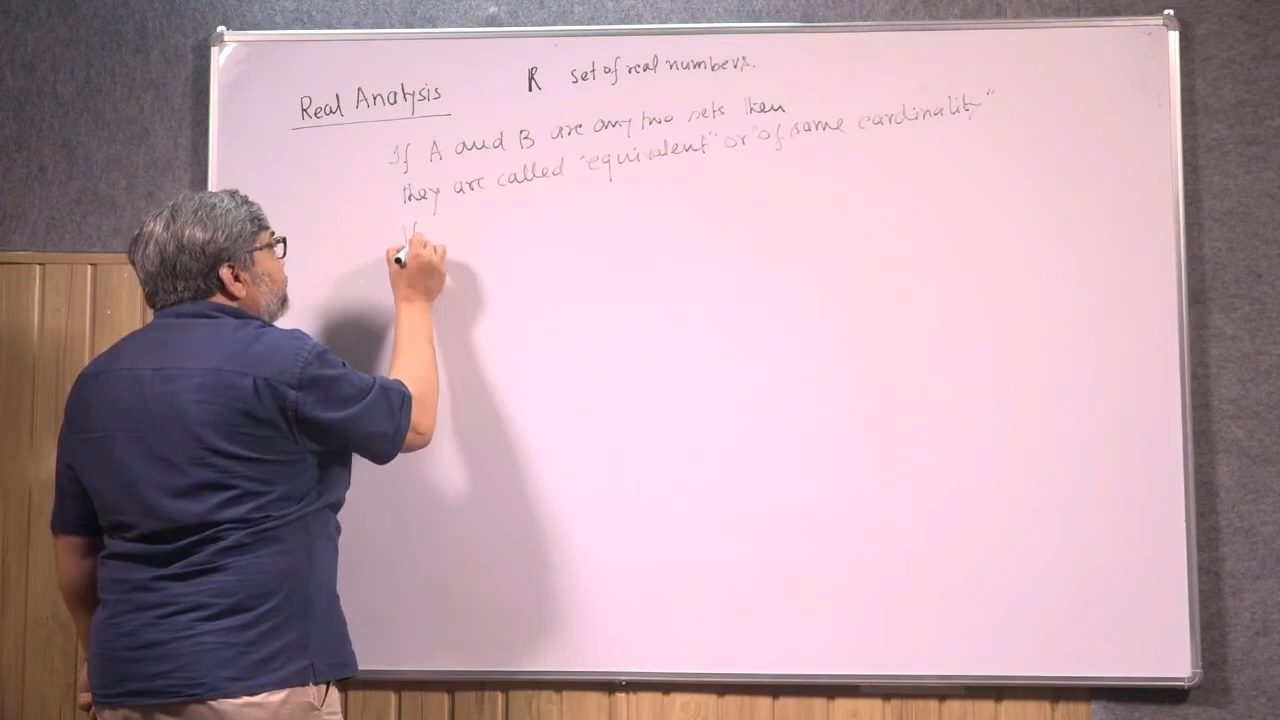 Real Analysis
R set of real numbers.
If A and B are any two sets then
they are called "equivalent" or "of same cardinality"
if